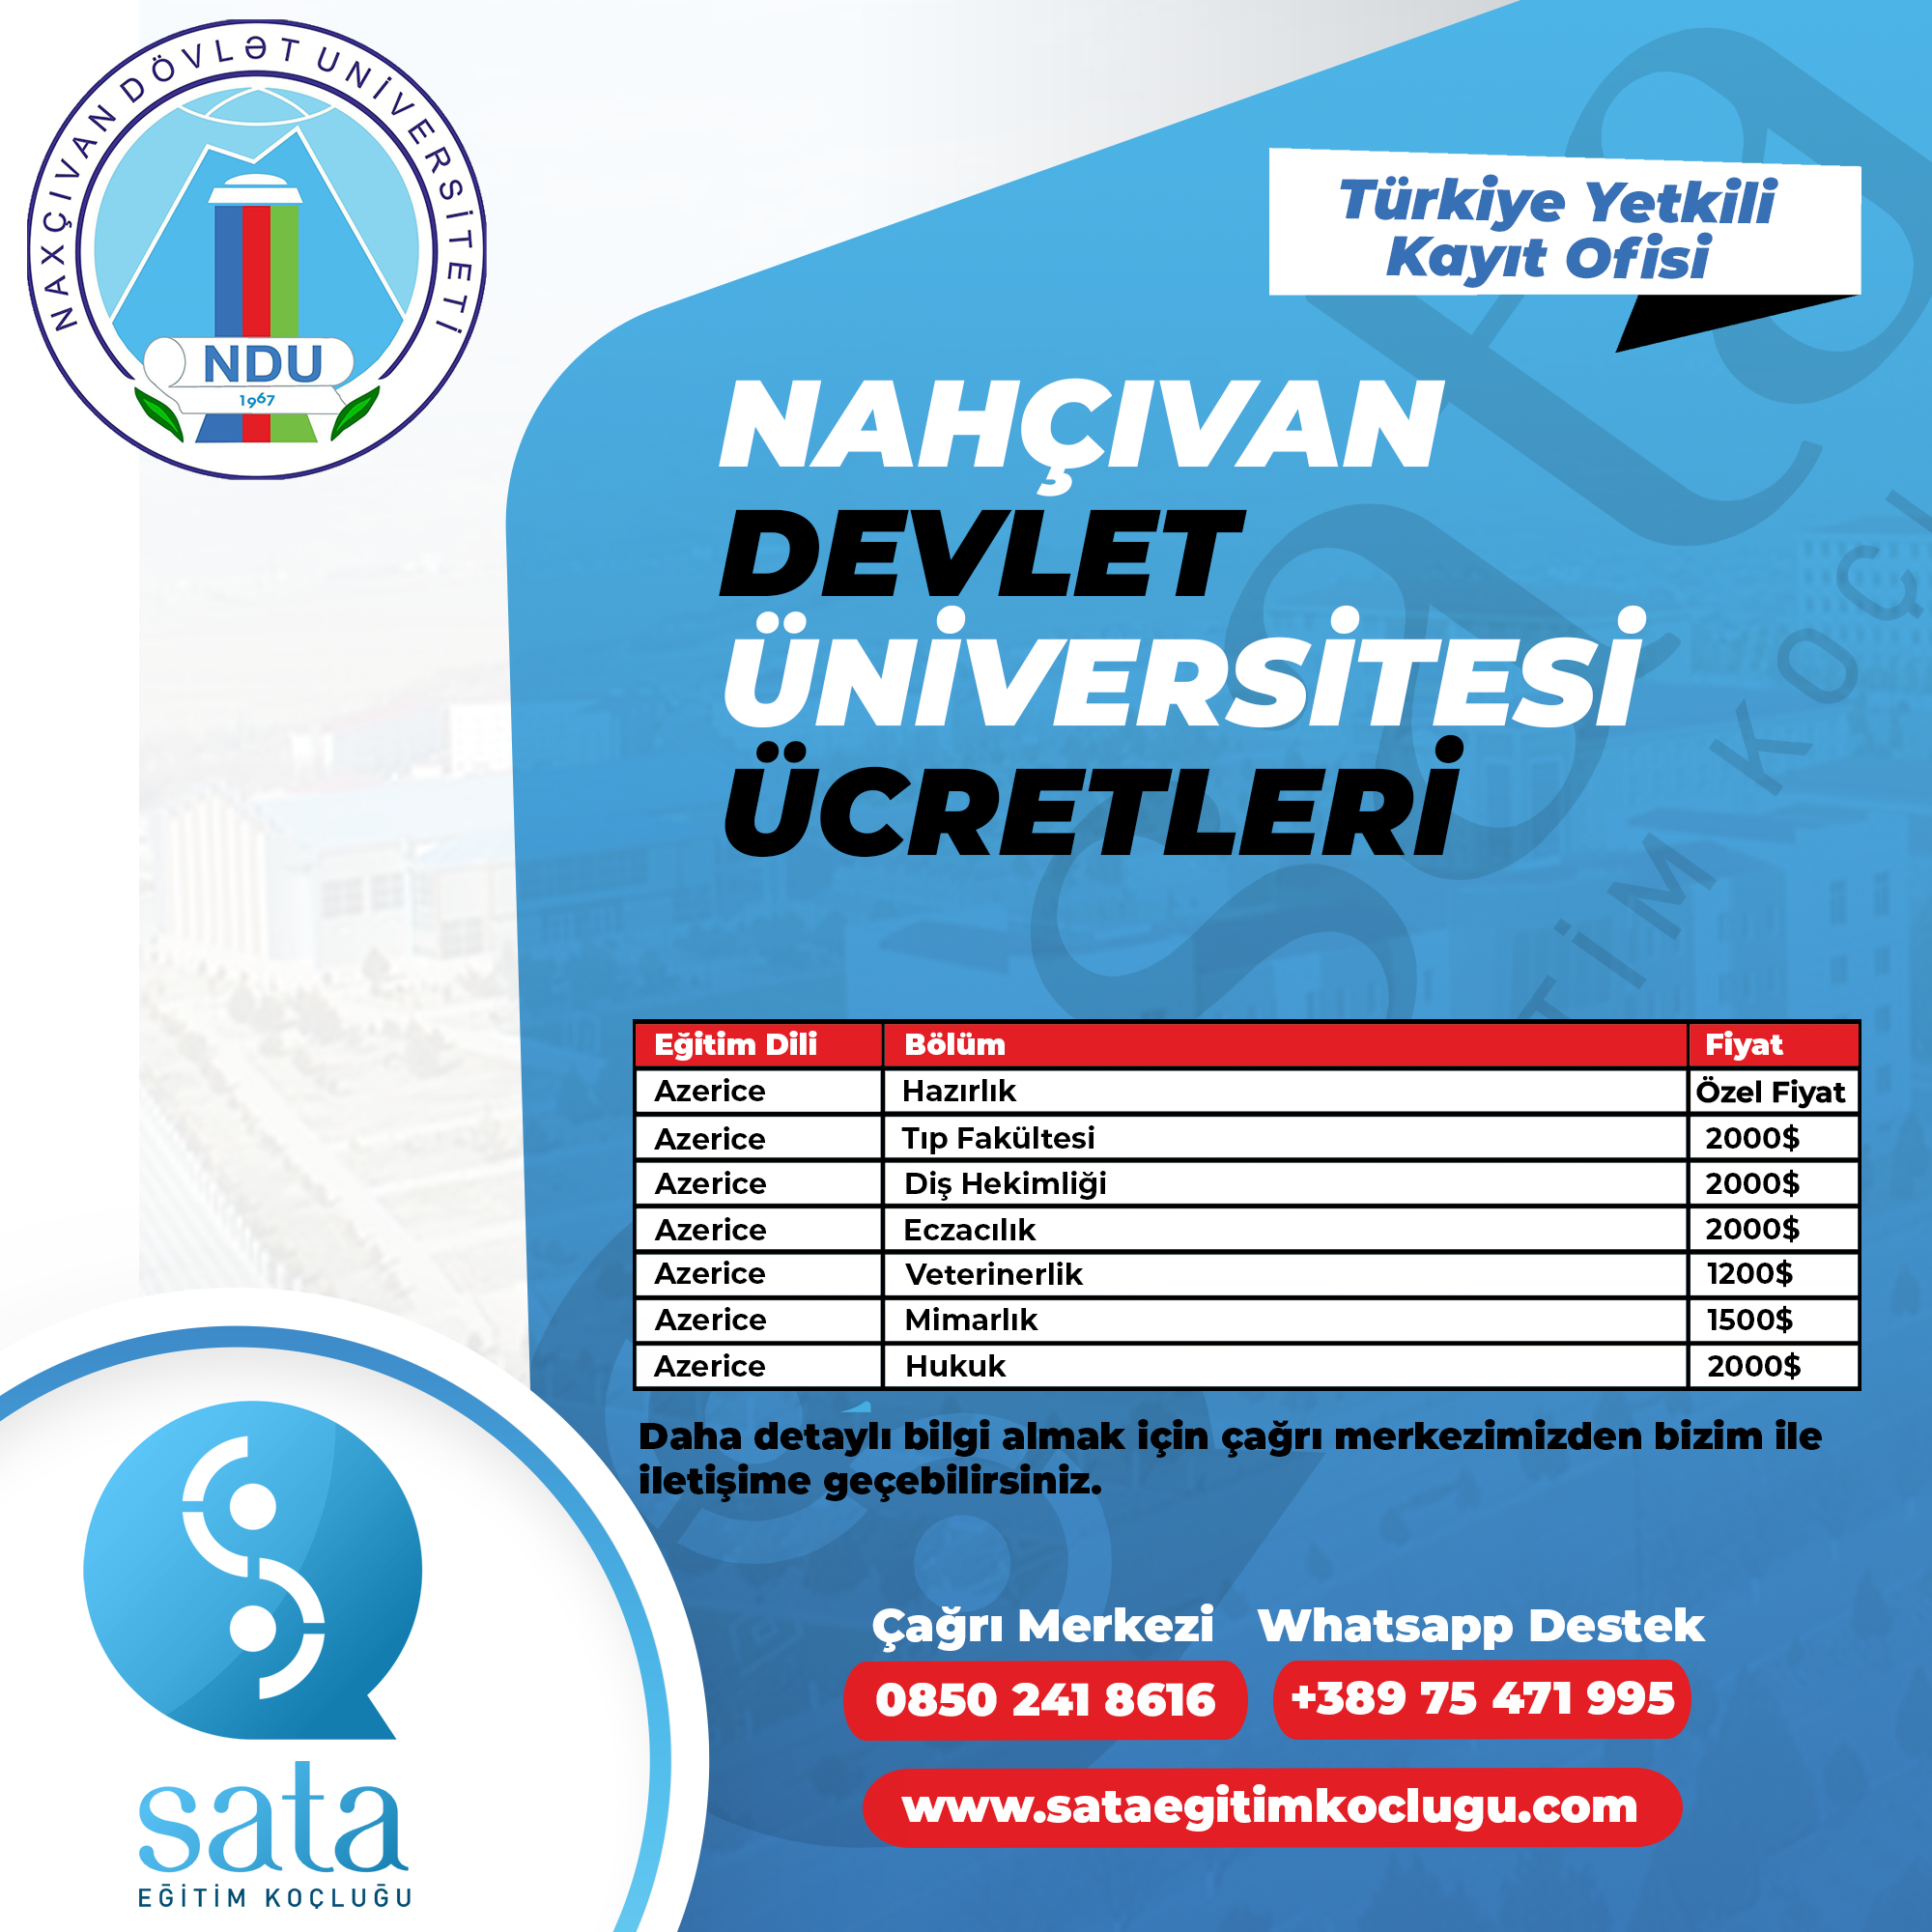 NAXÇIVAN DÖVLƏT UNİVERSİTETİ
NDU
1967
Türkiye Yetkili
Kayıt Ofisi
NAHÇIVAN
DEVLET
ÜNİVERSİTESİ
ÜCRETLERİ
Eğitim Dili Bölüm Fiyat
Azerice Hazırlık Özel Fiyat
Azerice Tıp Fakültesi 2000$
Azerice Diş Hekimliği 2000$
Azerice Eczacılık 2000$
Azerice Veterinerlik 1200$
Azerice Mimarlık 1500$
Azerice Hukuk 2000$
Daha detaylı bilgi almak için çağrı merkezimizden bizim ile
iletişime geçebilirsiniz.
Çağrı Merkezi Whatsapp Destek
0850 241 8616 +389 75 471 995
www.sataegitimkoclugu.com
sata
EĞİTİM KOÇLUĞU
sata
TİM KOÇL